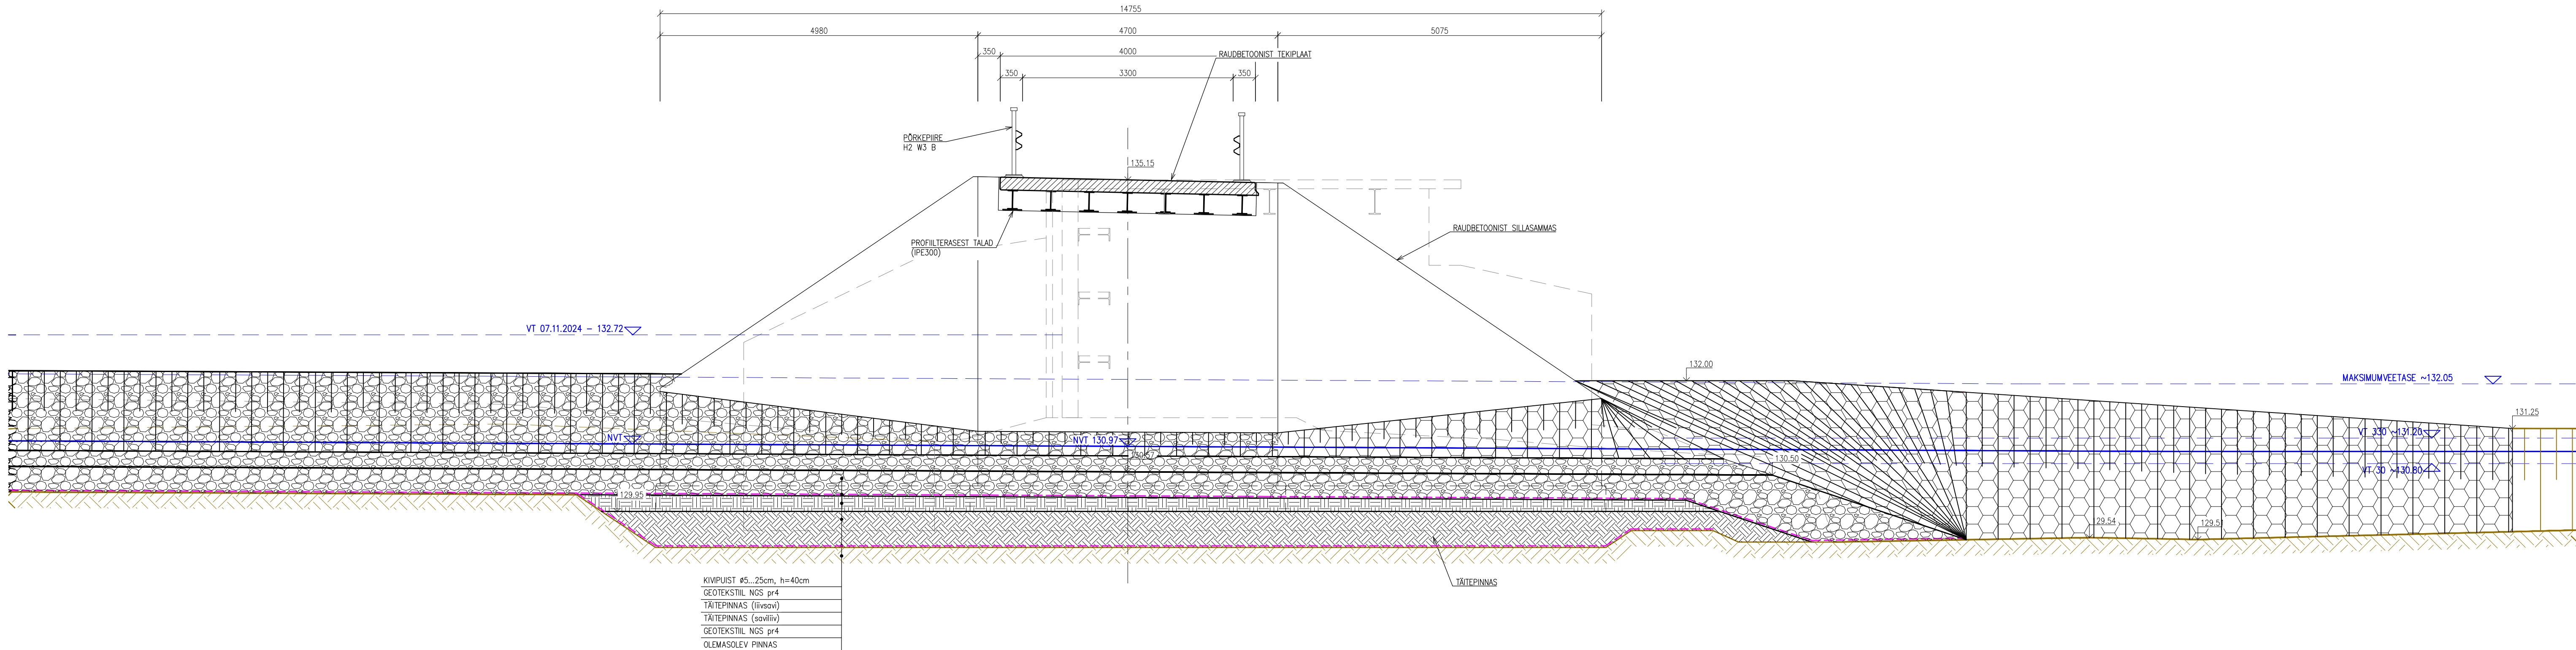 14755
4980
4700
5075
350
4000
RAUDBETOONIST TEKIPLAAT
350
3300
350
PÕRKEPIIRE
H2 W3 B
135.15
PROFIILTERASEST TALAD
(IPE300)
RAUDBETOONIST SILLASAMMAS
VT 07.11.2024 - 132.72
132.00
MAKSIMUMVEETASE ~132.05
131.25
NVT
NVT 130.97
VT 330 ~131.20
130.50
VT 30 ~130.80
129.95
29.54
129.51
KIVIPUIST Ø5...25cm, h=40cm
GEOTEKSTIIL NGS pr4
TÄITEPINNAS (liivsavi)
TÄITEPINNAS (saviliiv)
GEOTEKSTIIL NGS pr4
OLEMASOLEV PINNAS
TÄITEPINNAS